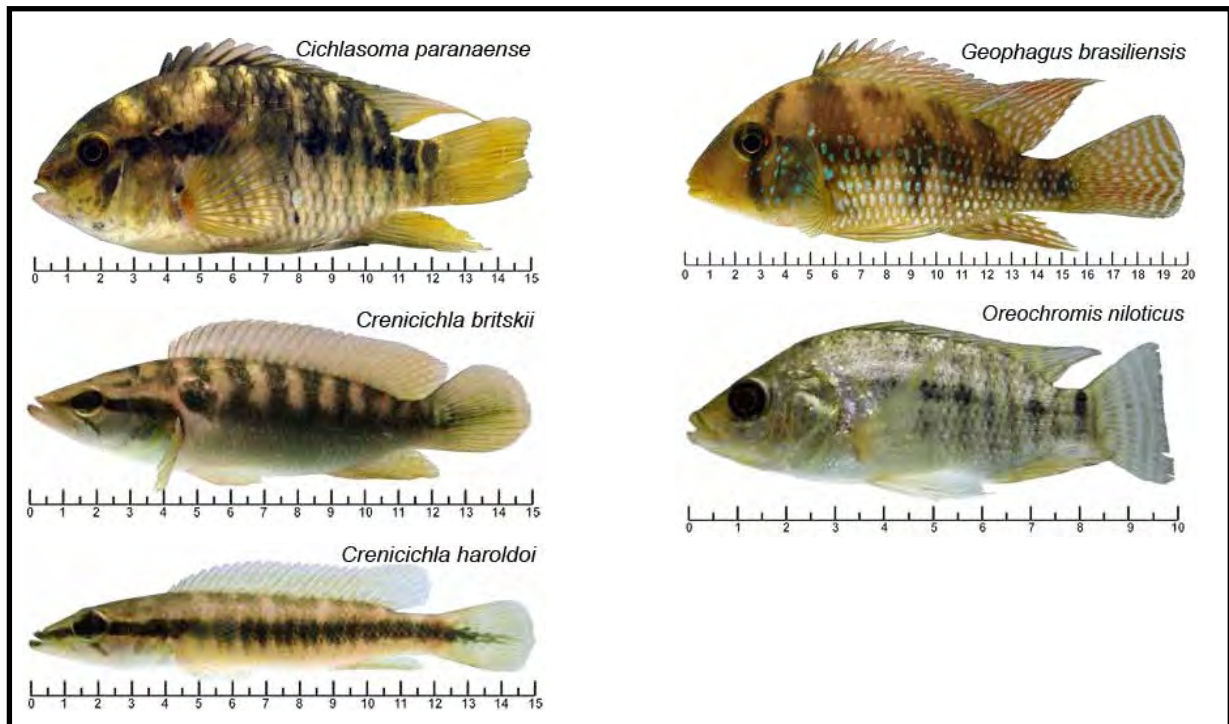 Cichlasoma paranaense
0 1 2 3 4 5 6 7 8 9 10 11 12 13 14 15
Crenicichla britskii
0 1 2 3 4 5 6 7 8 9 10 11 12 13 14 15
Crenicichla haroldoi
0 1 2 3 4 5 6 7 8 9 10 11 12 13 14 15
Geophagus brasiliensis
0 1 2 3 4 5 6 7 8 9 10 11 12 13 14 15 16 17 18 19 20
Oreochromis niloticus
0 1 2 3 4 5 6 7 8 9 10